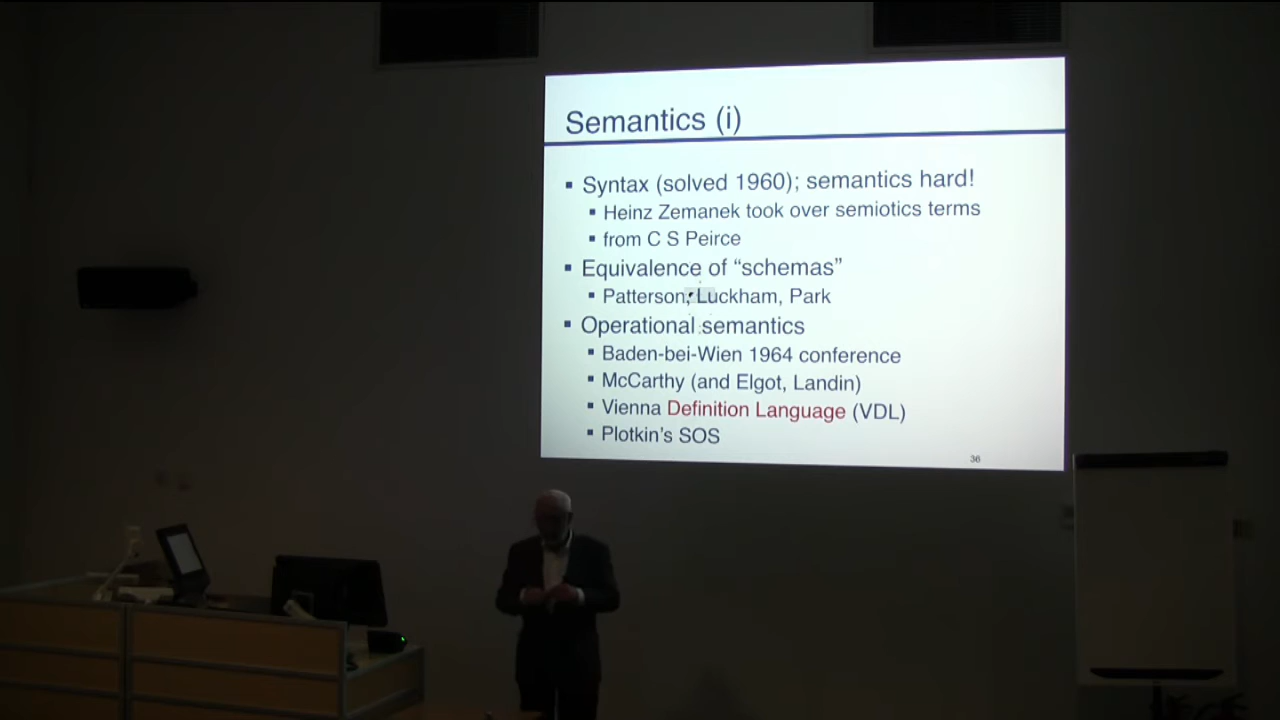 Semantics (i)
▪ Syntax (solved 1960); semantics hard!
▪ Heinz Zemanek took over semiotics terms
▪ from C S Peirce
▪ Equivalence of “schemas”
▪ Patterson, Luckham, Park
▪ Operational semantics
▪ Baden-bei-Wien 1964 conference
▪ McCarthy (and Elgot, Landin)
▪ Vienna Definition Language (VDL)
▪ Plotkin’s SOS
36